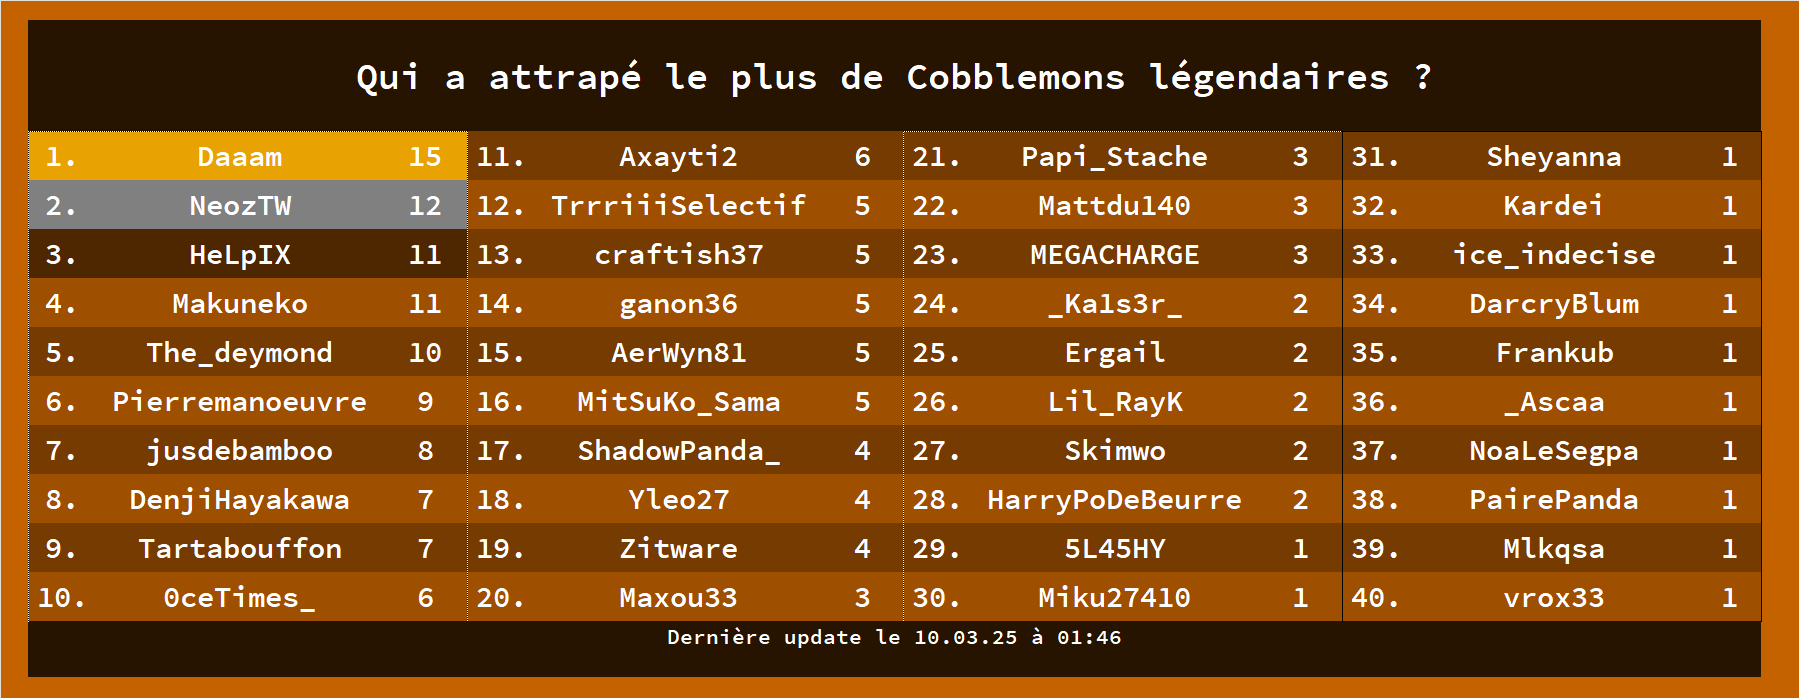 Qui a attrapé le plus de Cobblemons légendaires ?
1. Daaam 15
2. NeozTW 12
3. HeLpIX 11
4. Makuneko 11
5. The_deymond 10
6. Pierremanoeuvre 9
7. jusdebamboo 8
8. DenjiHayakawa 7
9. Tartabouffon 7
10. 0ceTimes_ 6
11. Axayti2 6
12. TrrriiiSelectif 5
13. craftish37 5
14. ganon36 5
15. AerWyn81 5
16. MitSuKo_Sama 5
17. ShadowPanda_ 4
18. Yleo27 4
19. Zitware 4
20. Maxou33 3
21. Papi_Stache 3
22. Mattdu140 3
23. MEGACHARGE 3
24. _Ka1s3r_ 2
25. Ergail 2
26. Lil_RayK 2
27. Skimwo 2
28. HarryPoDeBeurre 2
29. 5L45HY 1
30. Miku27410 1
31. Sheyanna 1
32. Kardei 1
33. ice_indecise 1
34. DarcryBlum 1
35. Frankub 1
36. _Ascaa 1
37. NoaLeSegpa 1
38. PairePanda 1
39. Mlkqsa 1
40. vrox33 1
Dernière update le 10.03.25 à 01:46